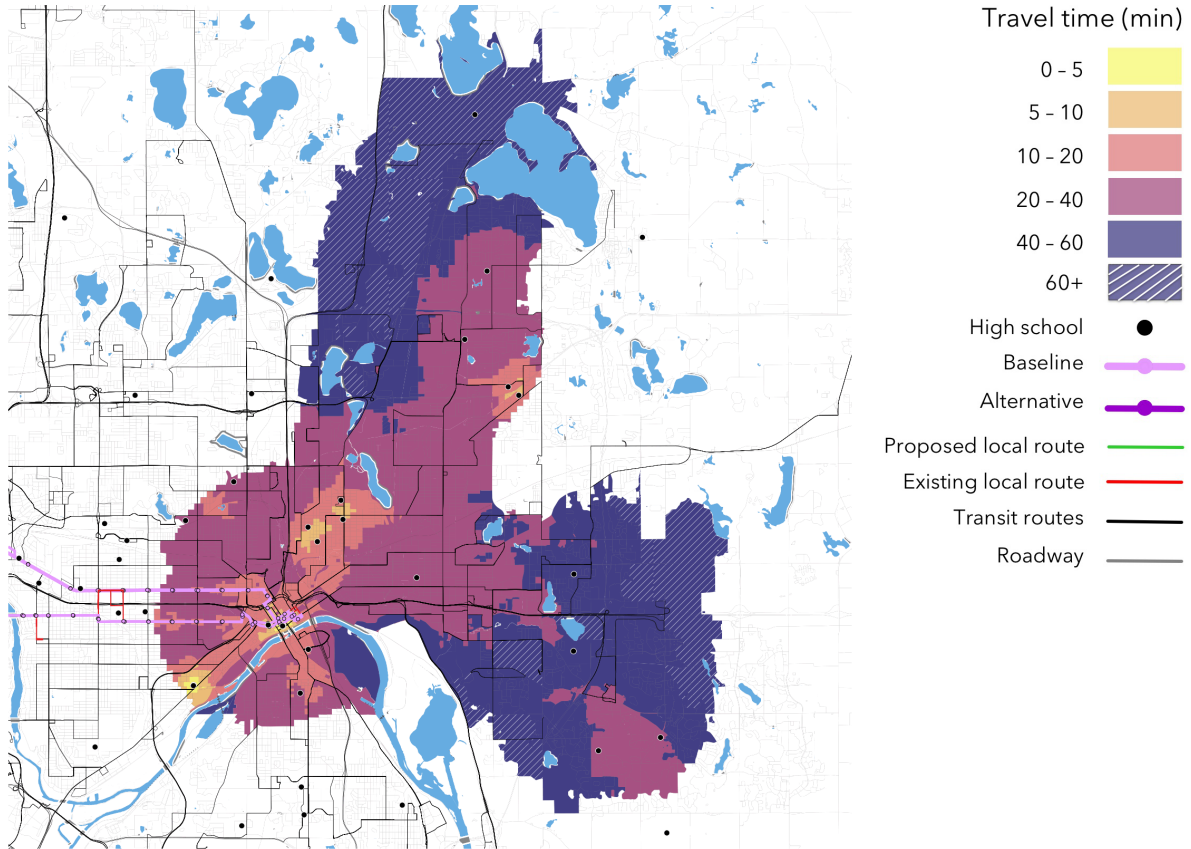 Travel time (min)
0 – 5
5 – 10
10 – 20
20 – 40
40 – 60
60+
High school
Baseline
Alternative
Proposed local route
Existing local route
Transit routes
Roadway